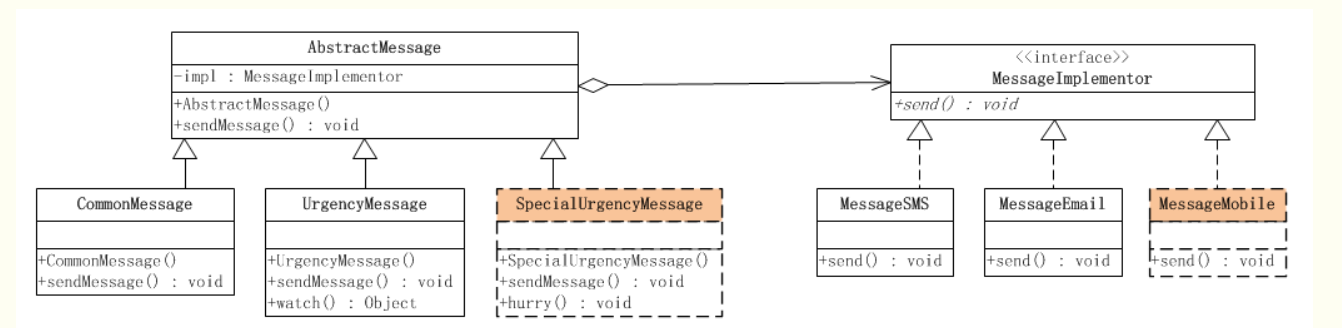 AbstractMessage
-impl : MessageImplementor
+AbstractMessage()
+sendMessage() : void
<<interface>>
MessageImplementor
+send() : void
CommonMessage
+CommonMessage()
+sendMessage() : void
UrgencyMessage
+UrgencyMessage()
+sendMessage() : void
+watch() : Object
SpecialUrgencyMessage
+SpecialUrgencyMessage()
+sendMessage() : void
+hurry() : void
MessageSMS
+send() : void
MessageEmail
+send() : void
MessageMobile
+send() : void